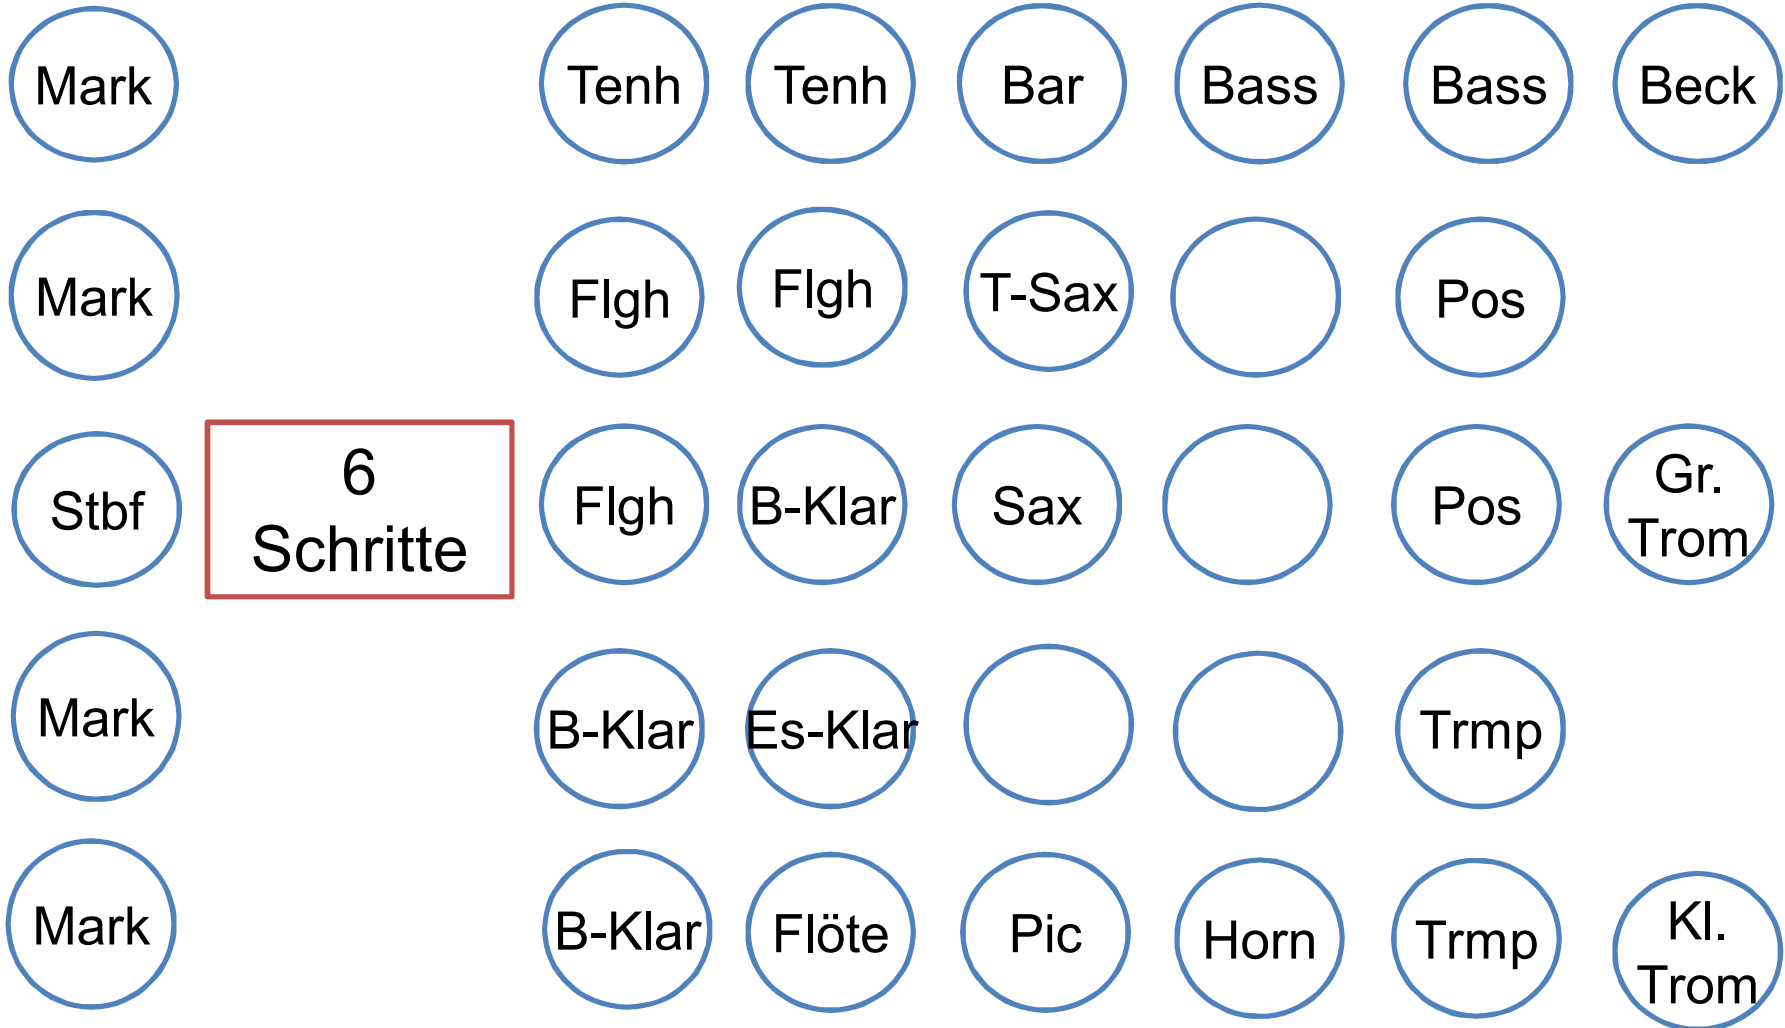 Mark
Tenh
Tenh
Bar
Bass
Bass
Beck
Mark
Flgh
Flgh
T-Sax
Pos
Stbf
6
Schritte
Flgh
B-Klar
Sax
Pos
Gr.
Trom
Mark
B-Klar
Es-Klar
Trmp
Mark
B-Klar
Flöte
Pic
Horn
Trmp
Kl.
Trom